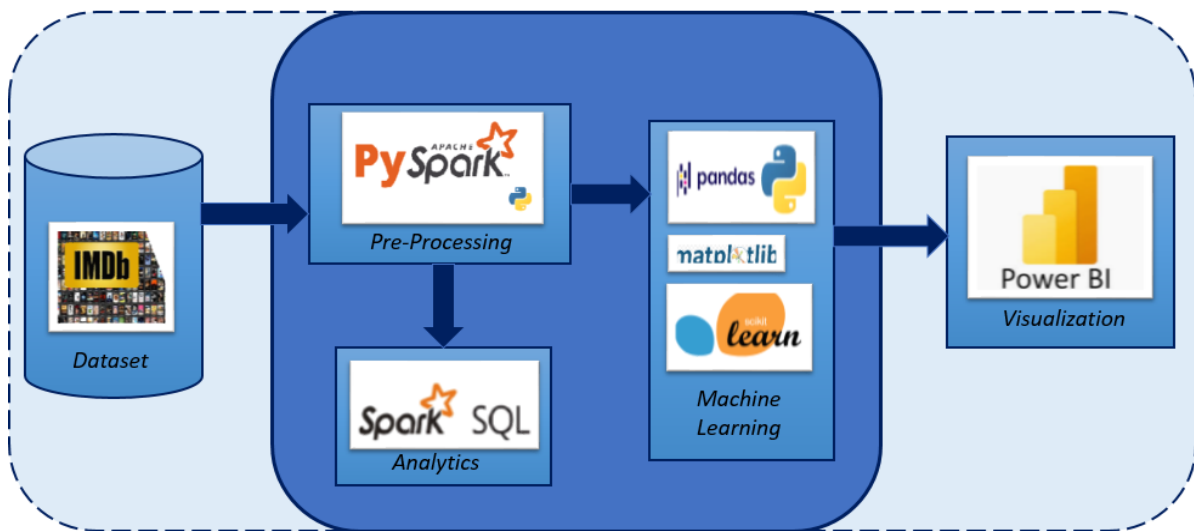 IMDb
Dataset
APACHE
PySpark
Pre-Processing
Spark SQL
Analytics
pandas
matplotlib
scikit
learn
Machine
Learning
Power BI
Visualization